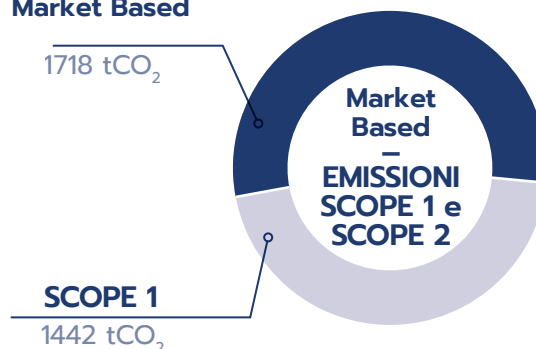 Market Based
1718 tCO₂
Market
Based
–
EMISSIONI
SCOPE 1 e
SCOPE 2
SCOPE 1
1442 tCO₂